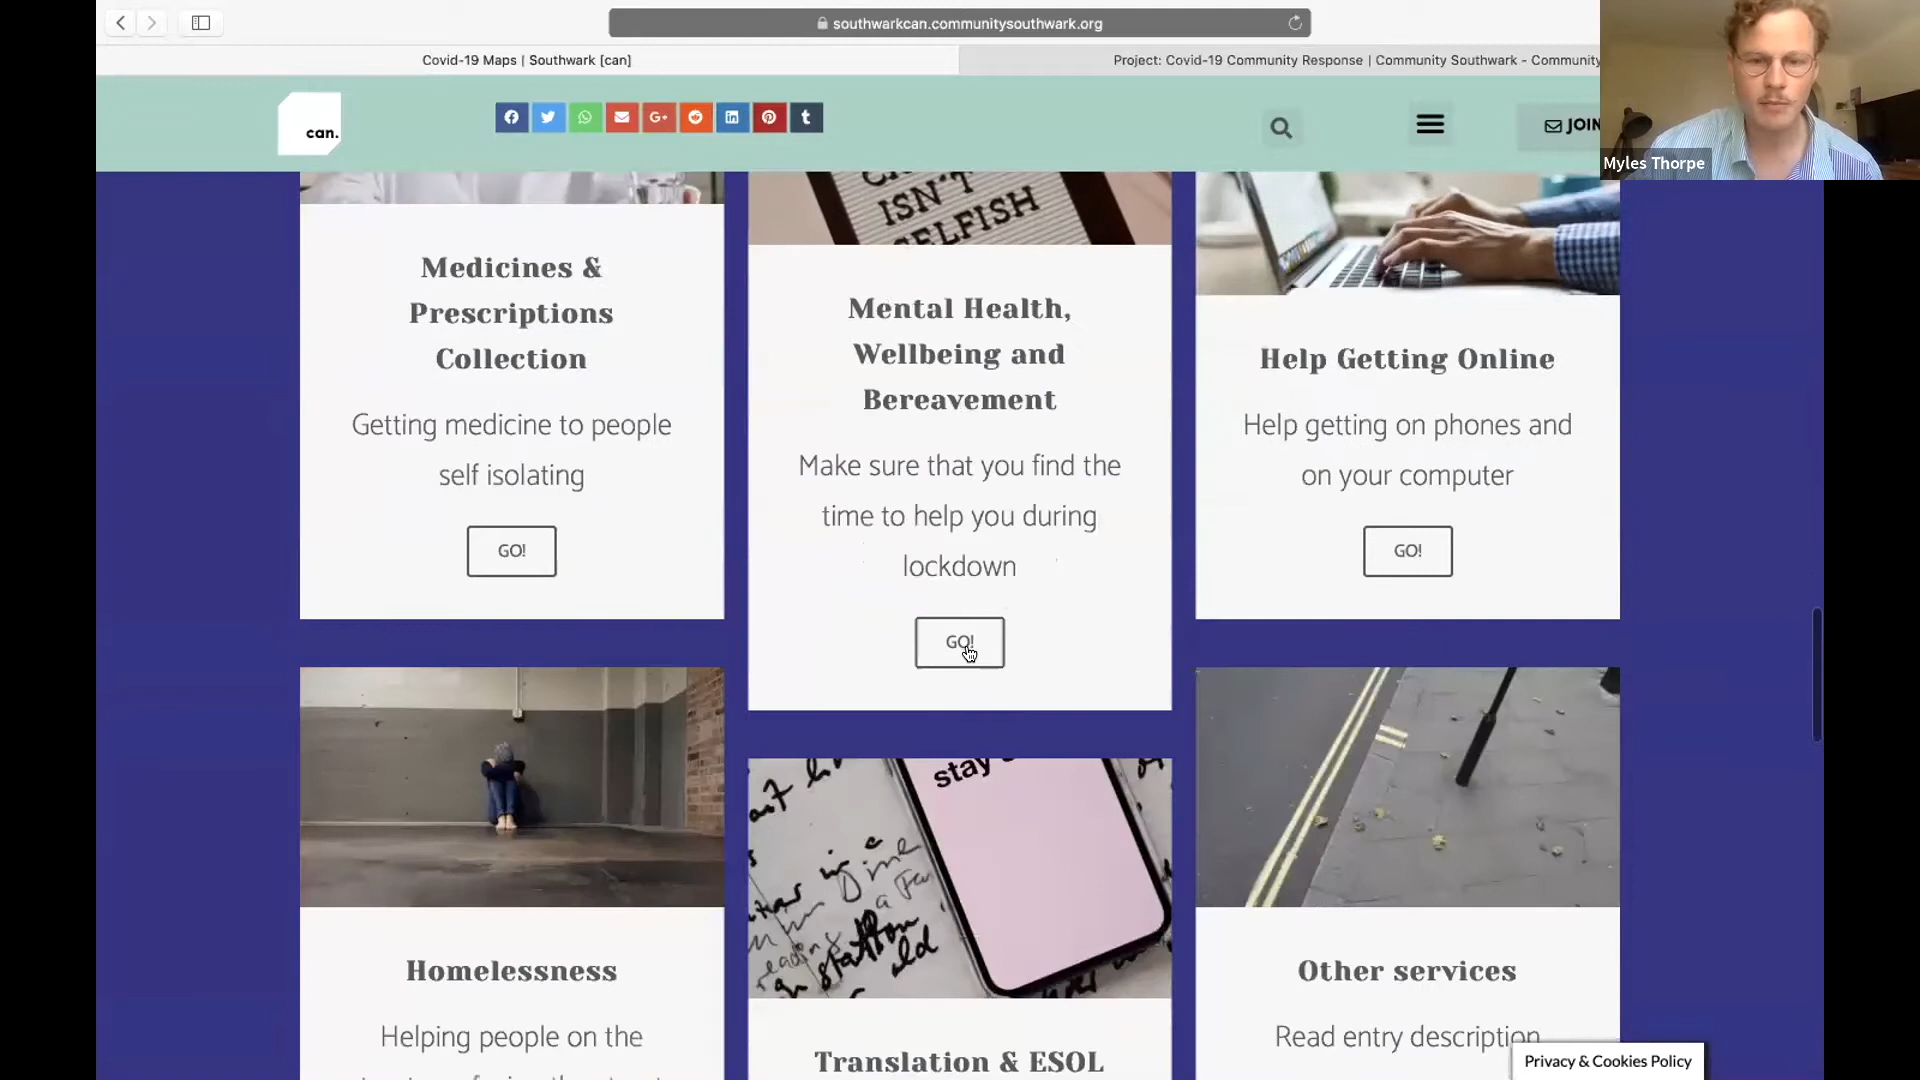 southwarkcan.communitysouthwark.org
Covid-19 Maps | Southwark [can]
Project: Covid-19 Community Response | Community Southwark - Community
can.
JOIN
Myles Thorpe
ISN'T
SELFISH
Medicines &
Prescriptions
Collection
Getting medicine to people
self isolating
GO!
Mental Health,
Wellbeing and
Bereavement
Make sure that you find the
time to help you during
lockdown
GO!
Help Getting Online
Help getting on phones and
on your computer
GO!
stay
Homelessness
Helping people on the
Translation & ESOL
Other services
Read entry description
Privacy & Cookies Policy